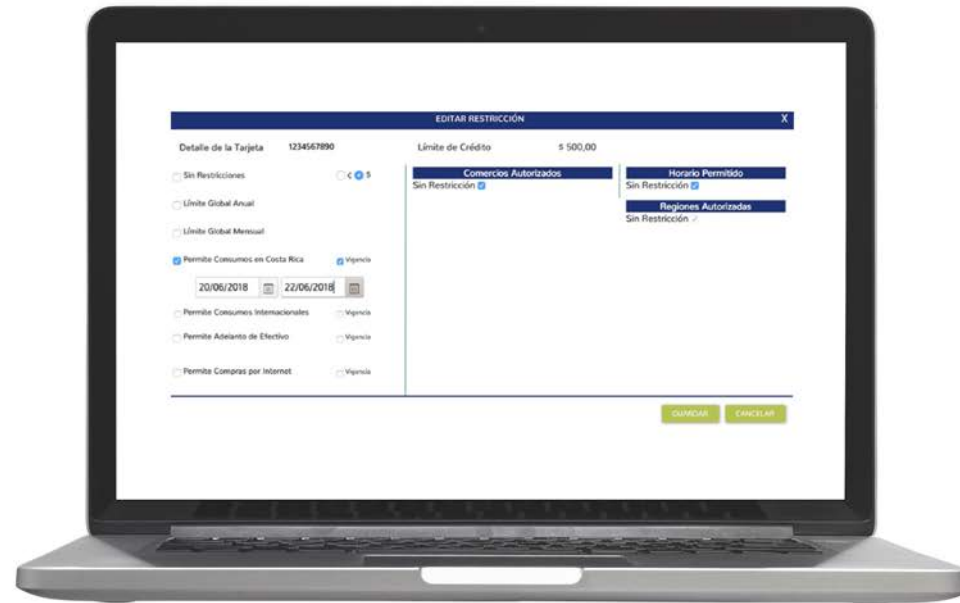 EDITAR RESTRICCIÓN X
Detalle de la Tarjeta 1234567890 Límite de Crédito $ 500,00
Sin Restricciones ₡ $
Límite Global Anual
Límite Global Mensual
Permite Consumos en Costa Rica Vigencia
20/06/2018 22/06/2018
Permite Consumos Internacionales Vigencia
Permite Adelanto de Efectivo Vigencia
Permite Compras por Internet Vigencia
Comercios Autorizados
Sin Restricción
Horario Permitido
Sin Restricción
Regiones Autorizadas
Sin Restricción
GUARDAR CANCELAR